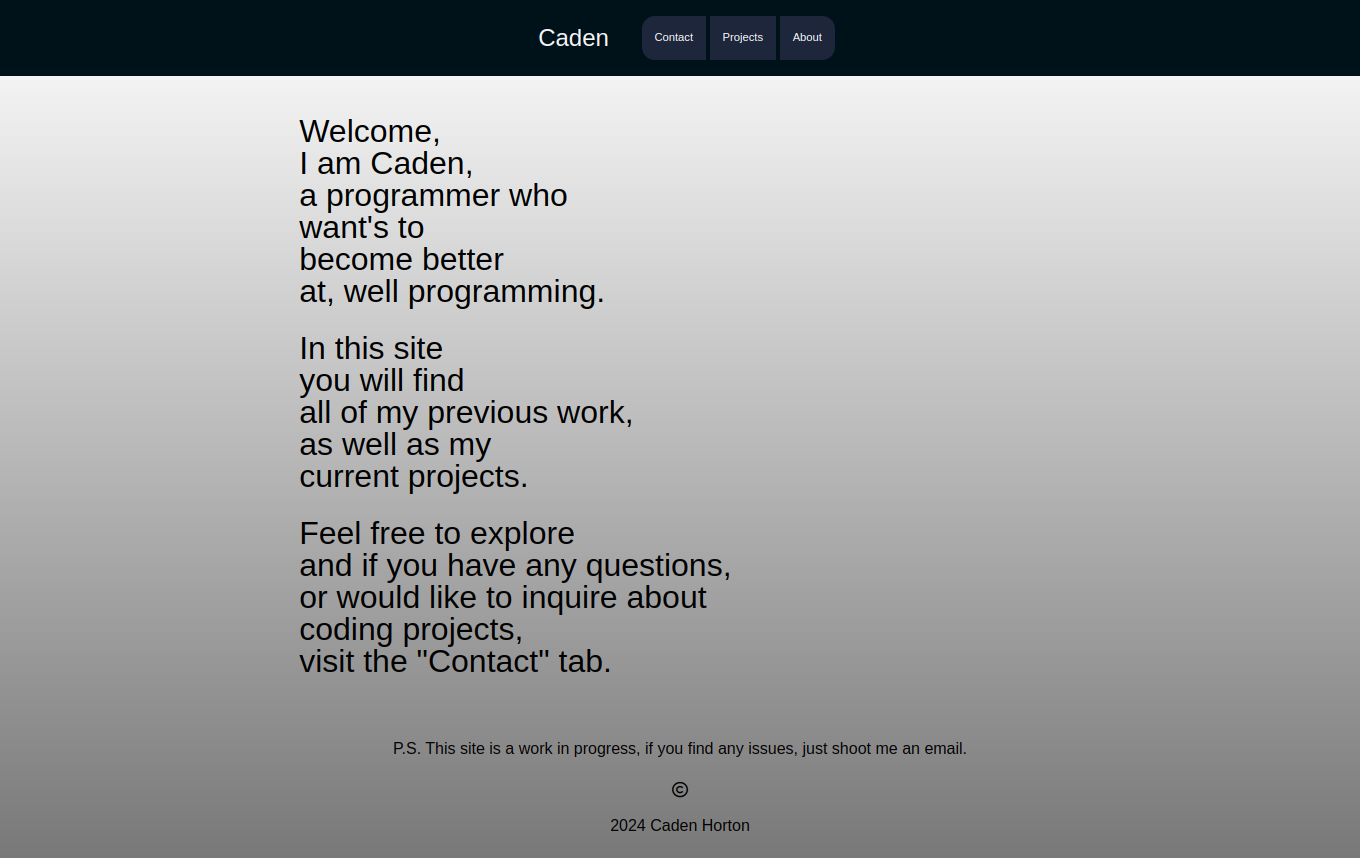 Caden
Contact
Projects
About
Welcome,
I am Caden,
a programmer who
want's to
become better
at, well programming.
In this site
you will find
all of my previous work,
as well as my
current projects.
Feel free to explore
and if you have any questions,
or would like to inquire about
coding projects,
visit the "Contact" tab.
P.S. This site is a work in progress, if you find any issues, just shoot me an email.
©
2024 Caden Horton